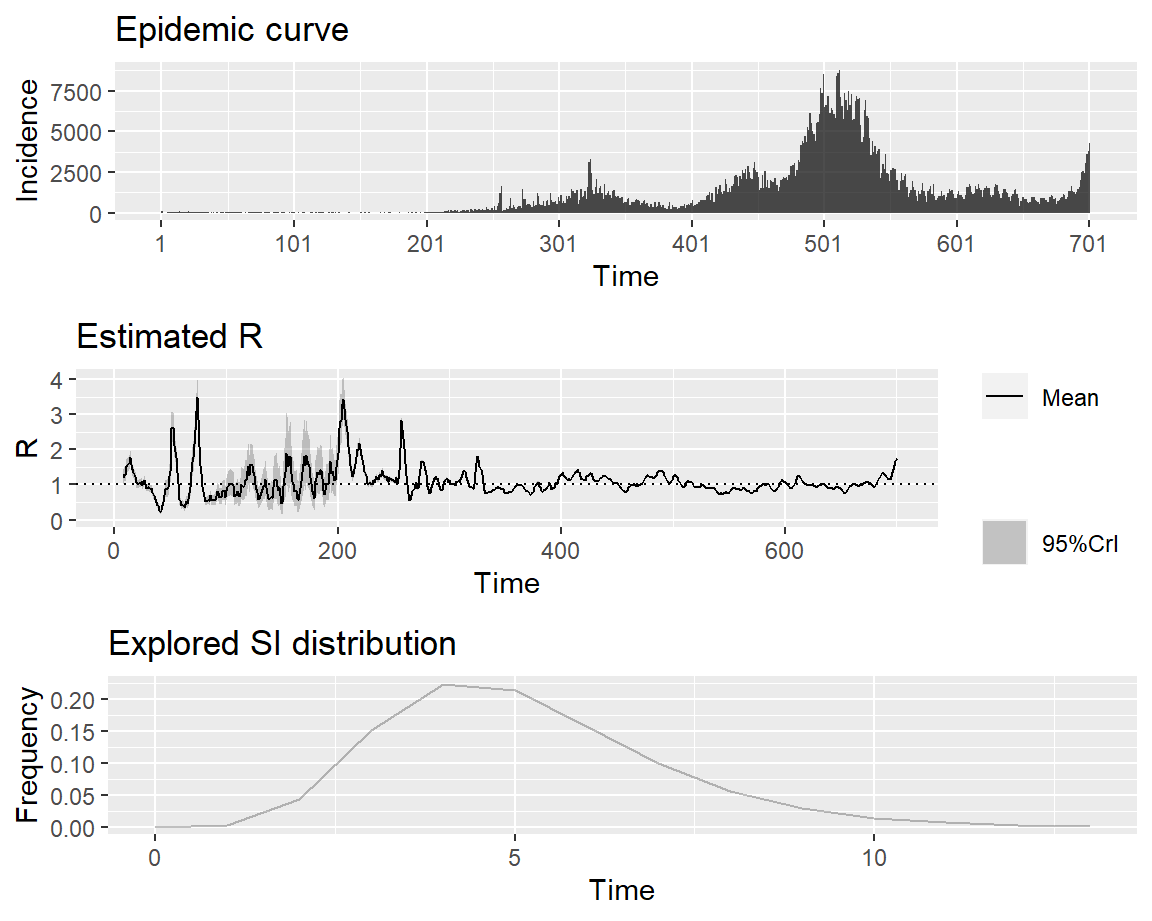 Epidemic curve
Incidence
7500
5000
2500
0
1 101 201 301 401 501 601 701
Time
Estimated R
R
4
3
2
1
0
0 200 400 600
Time
Mean
95%CrI
Explored SI distribution
Frequency
0.20
0.15
0.10
0.05
0.00
0 5 10
Time